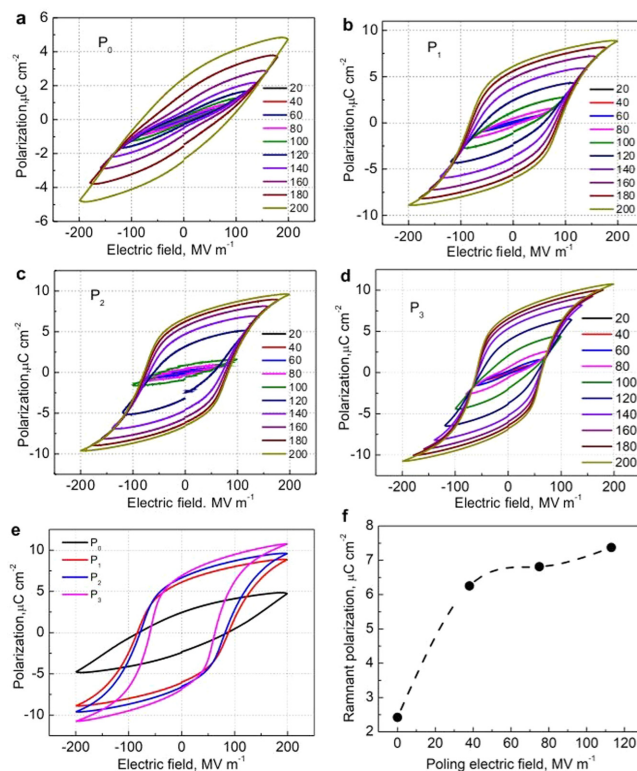 a
P0
Polarization,μC cm-2
6
4
2
0
-2
-4
-6
-200 -100 0 100 200
Electric field, MV m-1
20
40
60
80
100
120
140
160
180
200
b
P1
Polarization,μC cm-2
10
5
0
-5
-10
-200 -100 0 100 200
Electric field, MV m-1
20
40
60
80
100
120
140
160
180
200
c
P2
Polarization,μC cm-2
10
5
0
-5
-10
-200 -100 0 100 200
Electric field. MV m-1
20
40
60
80
100
120
140
160
180
200
d
P3
Polarization,μC cm-2
10
5
0
-5
-10
-200 -100 0 100 200
Electric field, MV m-1
20
40
60
80
100
120
140
160
180
200
e
P0
P1
P2
P3
Polarization,μC cm-2
10
5
0
-5
-10
-200 -100 0 100 200
Electric field, MV m-1
f
Ramnant polarization, μC cm-2
8
7
6
5
4
3
2
0 20 40 60 80 100 120
Poling electric field, MV m-1